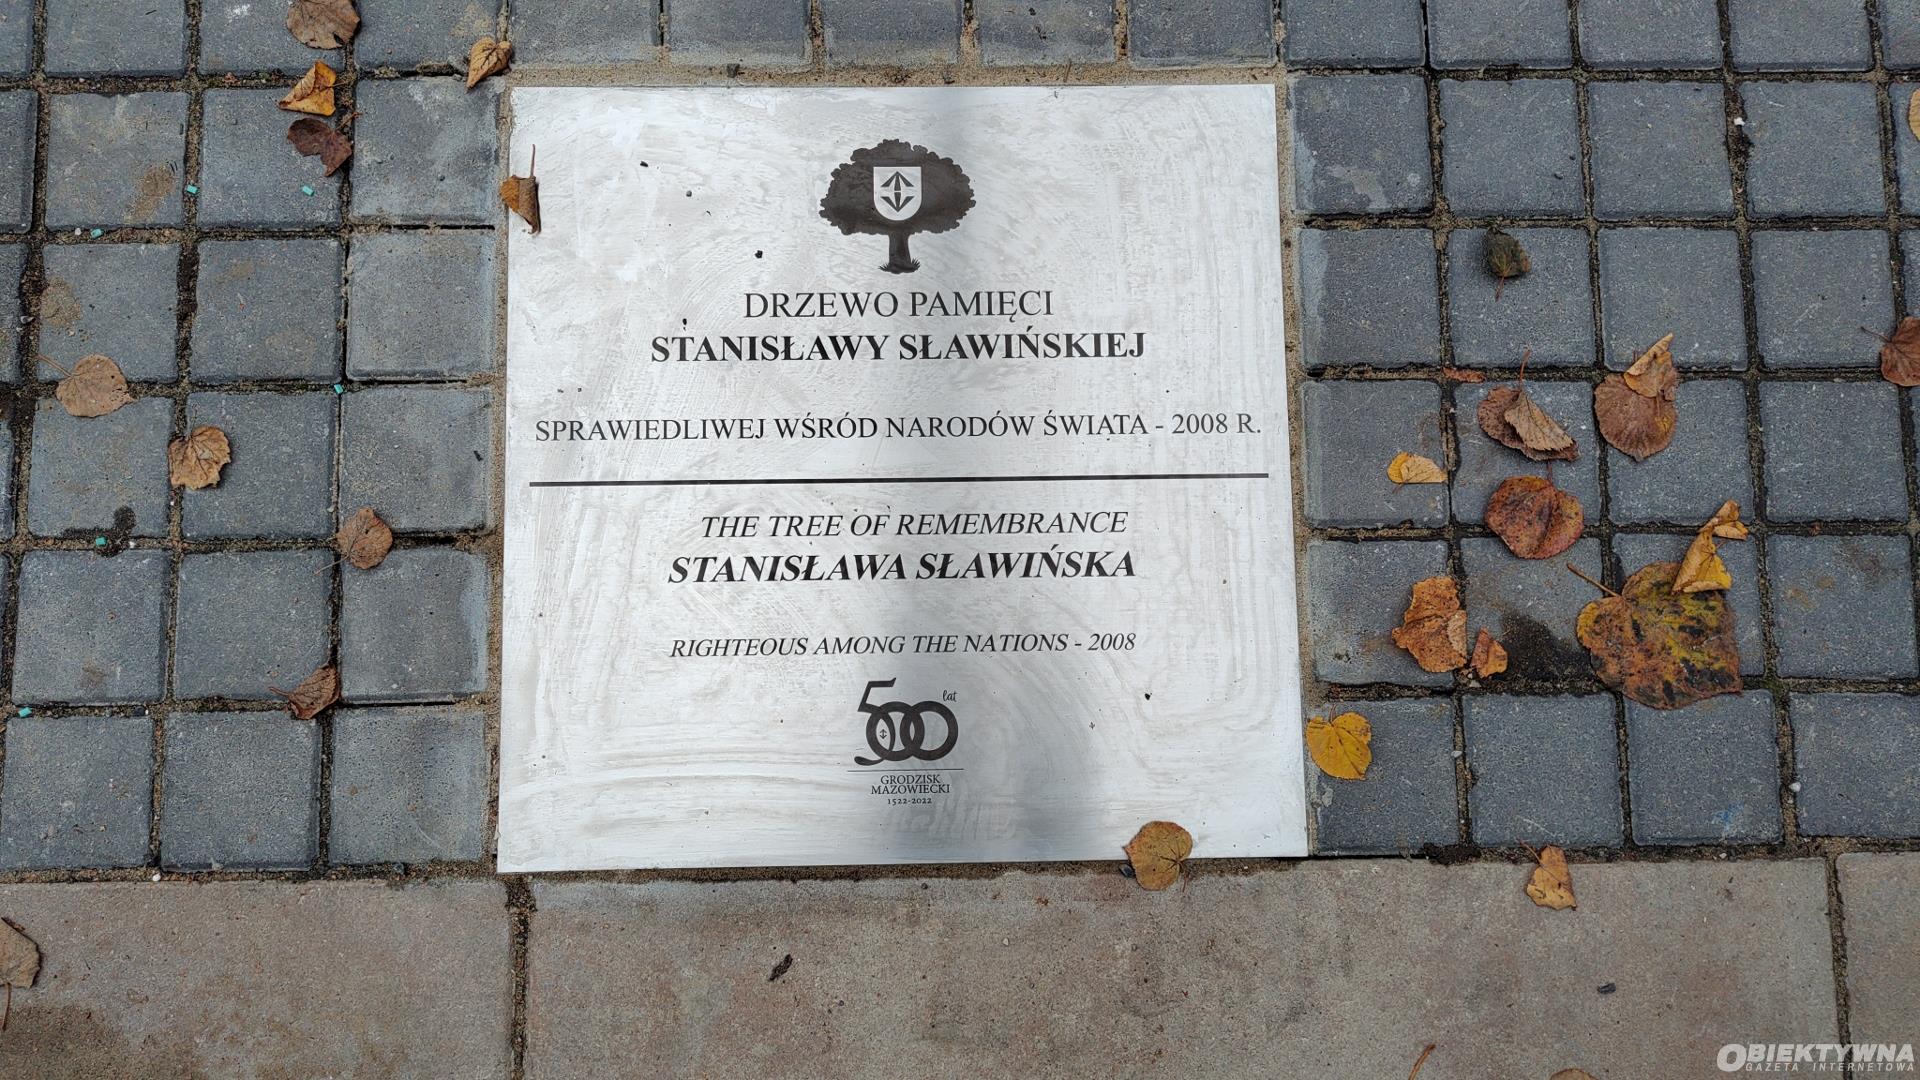 DRZEWO PAMIĘCI
STANISŁAWY SŁAWIŃSKIEJ
SPRAWIEDLIWEJ WŚRÓD NARODÓW ŚWIATA - 2008 R.
THE TREE OF REMEMBRANCE
STANISŁAWA SŁAWIŃSKA
RIGHTEOUS AMONG THE NATIONS - 2008
500 lat
GRODZISK
MAZOWIECKI
1522-2022
OBIEKTYWNA
GAZETA INTERNETOWA